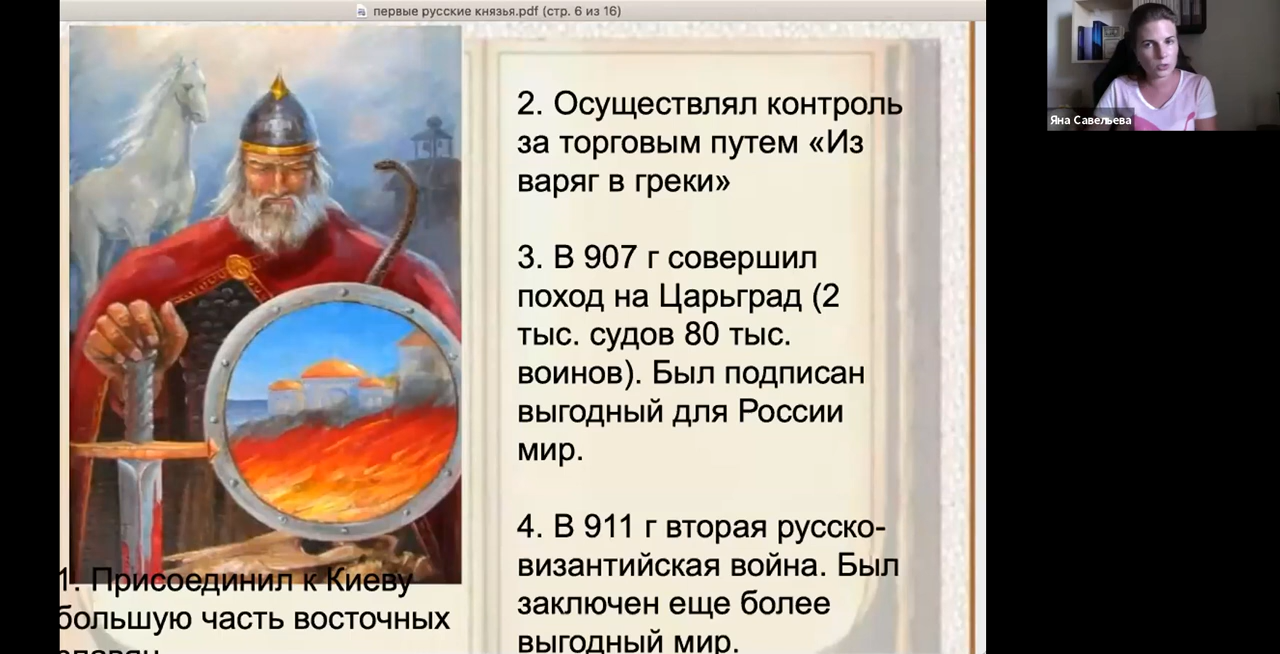 первые русские князья.pdf (стр. 6 из 16)
Яна Савельева
2. Осуществлял контроль
за торговым путем «Из
варяг в греки»
3. В 907 г совершил
поход на Царьград (2
тыс. судов 80 тыс.
воинов). Был подписан
выгодный для России
мир.
4. В 911 г вторая русско-
византийская война. Был
заключен еще более
выгодный мир.
1. Присоединил к Киеву
большую часть восточных
славян